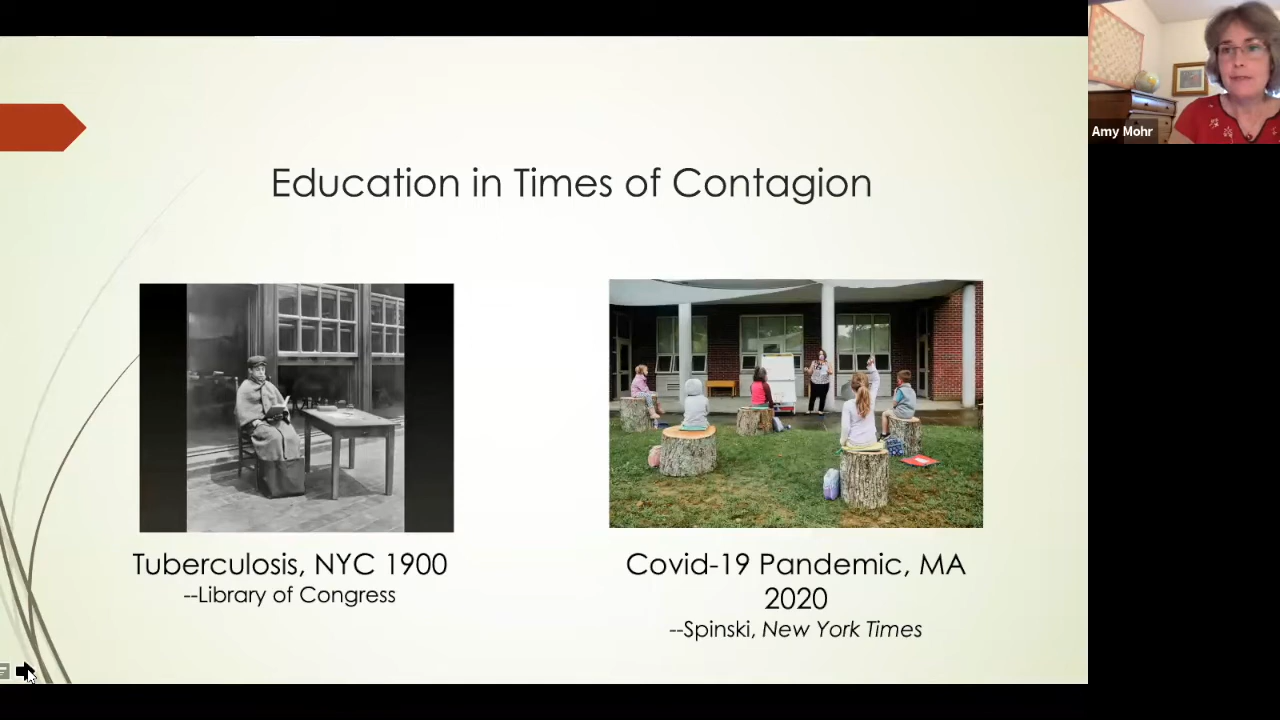 Amy Mohr
Education in Times of Contagion
Tuberculosis, NYC 1900
--Library of Congress
Covid-19 Pandemic, MA
2020
--Spinski, New York Times